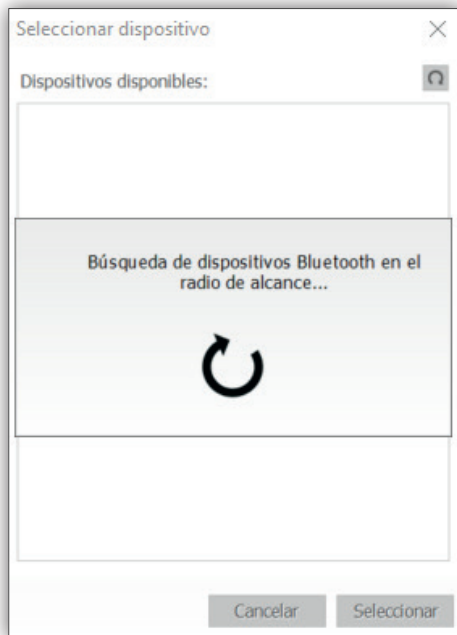 Seleccionar dispositivo
Dispositivos disponibles:
Búsqueda de dispositivos Bluetooth en el
radio de alcance...
Cancelar
Seleccionar